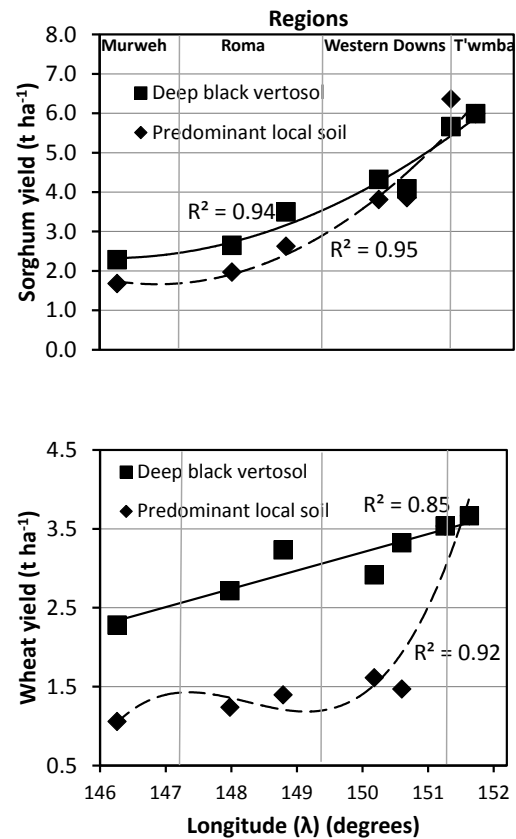 Regions
Murweh Roma Western Downs T'wmba
8.0
7.0
6.0
5.0
4.0
3.0
2.0
1.0
0.0
Sorghum yield (t ha⁻¹)
Deep black vertosol
Predominant local soil
R² = 0.94
R² = 0.95
4.5
3.5
2.5
1.5
0.5
Wheat yield (t ha⁻¹)
Deep black vertosol
Predominant local soil
R² = 0.85
R² = 0.92
146 147 148 149 150 151 152
Longitude (λ) (degrees)